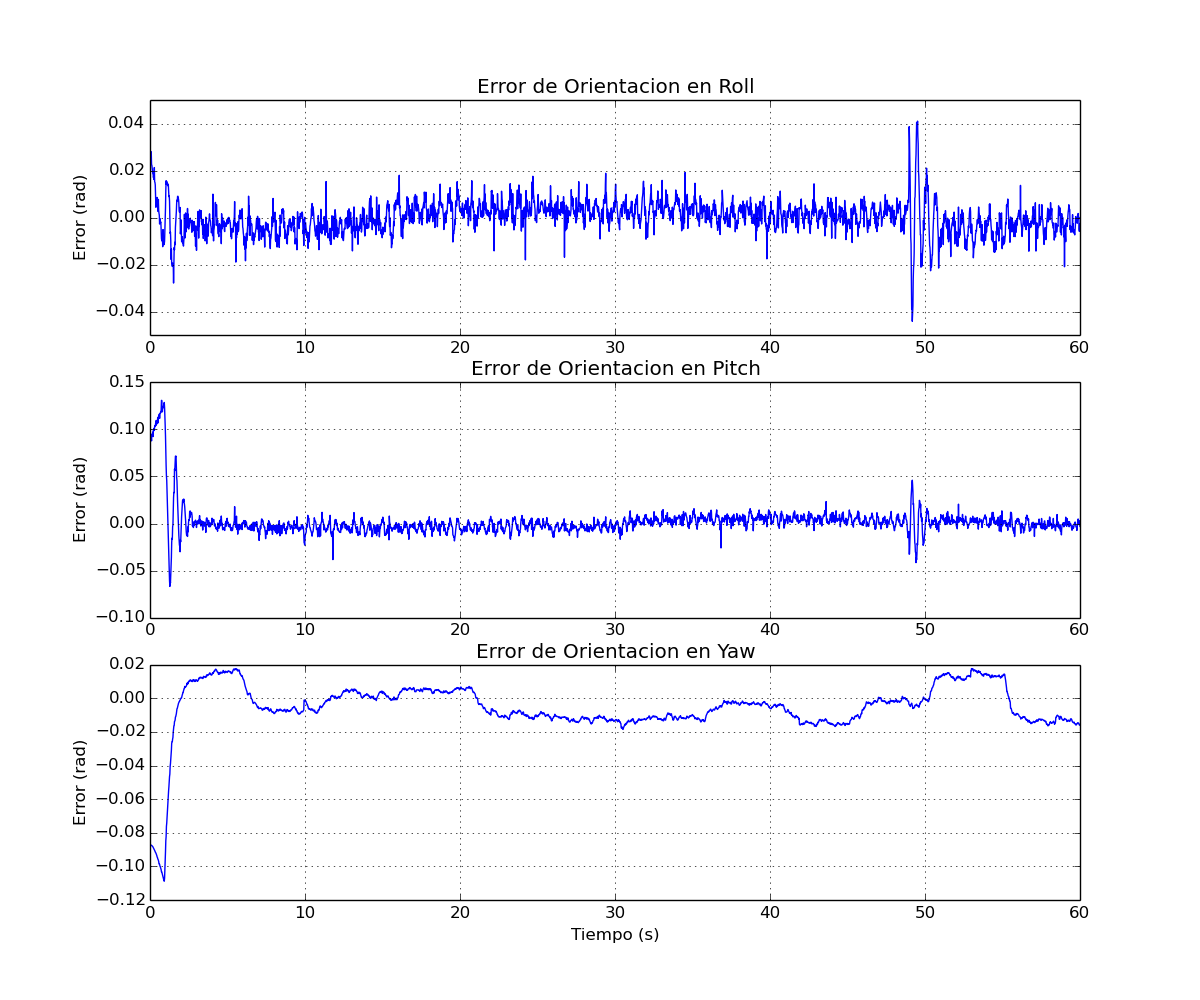 Error de Orientacion en Roll
Error (rad)
0.04
0.02
0.00
−0.02
−0.04
0 10 20 30 40 50 60
Error de Orientacion en Pitch
Error (rad)
0.15
0.10
0.05
0.00
−0.05
−0.10
0 10 20 30 40 50 60
Error de Orientacion en Yaw
Error (rad)
0.02
0.00
−0.02
−0.04
−0.06
−0.08
−0.10
−0.12
0 10 20 30 40 50 60
Tiempo (s)